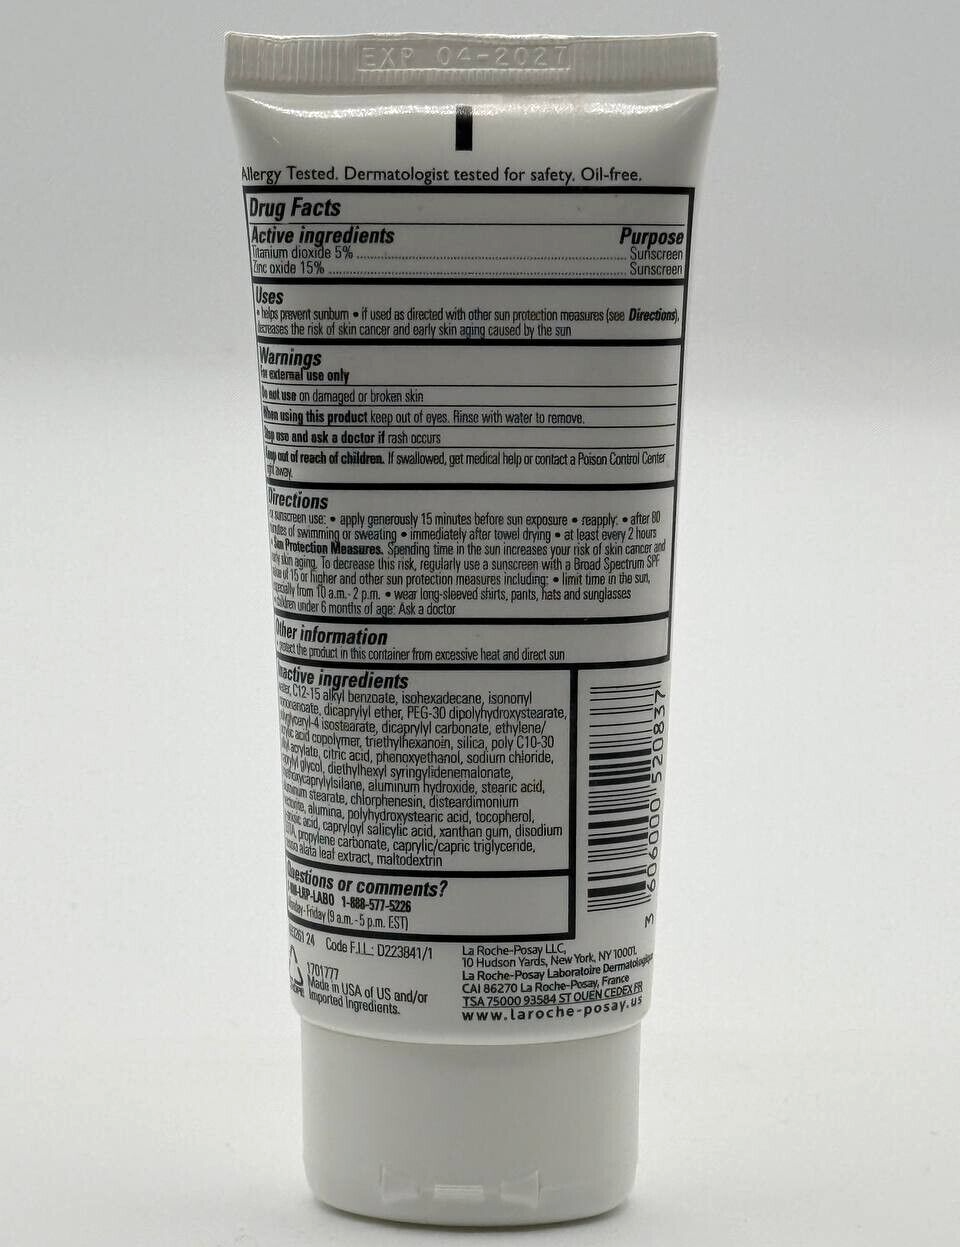 EXP 04-2027
Allergy Tested. Dermatologist tested for safety. Oil-free.
Drug Facts
Active ingredients Purpose
Titanium dioxide 5% Sunscreen
Zinc oxide 15% Sunscreen
Uses
• helps prevent sunburn • if used as directed with other sun protection measures (see Directions),
decreases the risk of skin cancer and early skin aging caused by the sun
Warnings
For external use only
Do not use on damaged or broken skin
When using this product keep out of eyes. Rinse with water to remove.
Stop use and ask a doctor if rash occurs
Keep out of reach of children. If swallowed, get medical help or contact a Poison Control Center
right away.
Directions
For sunscreen use: • apply generously 15 minutes before sun exposure • reapply: • after 80
minutes of swimming or sweating • immediately after towel drying • at least every 2 hours
• Sun Protection Measures. Spending time in the sun increases your risk of skin cancer and
early skin aging. To decrease this risk, regularly use a sunscreen with a Broad Spectrum SPF
value of 15 or higher and other sun protection measures including: • limit time in the sun,
especially from 10 a.m.-2 p.m. • wear long-sleeved shirts, pants, hats and sunglasses
children under 6 months of age: Ask a doctor
Other information
• protect the product in this container from excessive heat and direct sun
Inactive ingredients
water, C12-15 alkyl benzoate, isohexadecane, isononyl
isononanoate, dicaprylyl ether, PEG-30 dipolyhydroxystearate,
polyglyceryl-4 isostearate, dicaprylyl carbonate, ethylene/
acrylic acid copolymer, triethylhexanoin, silica, poly C10-30
alkyl acrylate, citric acid, phenoxyethanol, sodium chloride,
caprylyl glycol, diethylhexyl syringylidenemalonate,
triethoxycaprylylsilane, aluminum hydroxide, stearic acid,
aluminum stearate, chlorphenesin, disteardimonium
hectorite, alumina, polyhydroxystearic acid, tocopherol,
acid, capryloyl salicylic acid, xanthan gum, disodium
EDTA, propylene carbonate, caprylic/capric triglyceride,
alata leaf extract, maltodextrin
Questions or comments?
LRP-LABO 1-888-577-5226
Monday-Friday (9 a.m.-5 p.m. EST)
24 Code F.I.L.: D223841/1
1701777
Made in USA of US and/or
Imported Ingredients.
La Roche-Posay LLC,
10 Hudson Yards, New York, NY 10001,
La Roche-Posay Laboratoire Dermatologique
CAI 86270 La Roche-Posay, France
TSA 75000 93584 ST OUEN CEDEX FR
www.laroche-posay.us
3 606000 520837